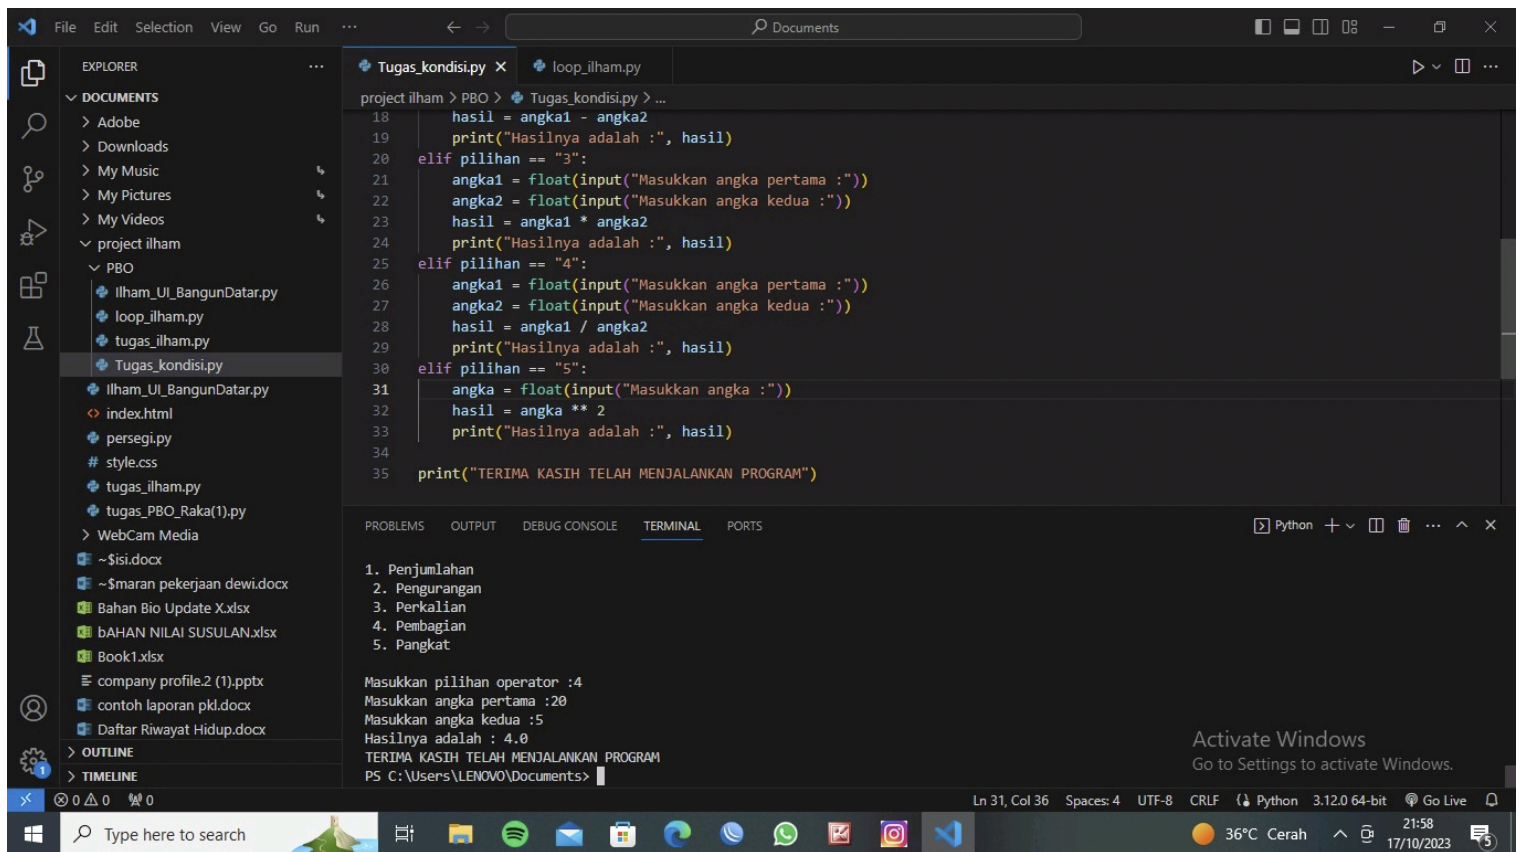 File Edit Selection View Go Run ···
Documents
EXPLORER ···
DOCUMENTS
Adobe
Downloads
My Music
My Pictures
My Videos
project ilham
PBO
Ilham_UI_BangunDatar.py
loop_ilham.py
tugas_ilham.py
Tugas_kondisi.py
Ilham_UI_BangunDatar.py
index.html
persegi.py
style.css
tugas_ilham.py
tugas_PBO_Raka(1).py
WebCam Media
~$isi.docx
~$maran pekerjaan dewi.docx
Bahan Bio Update X.xlsx
bAHAN NILAI SUSULAN.xlsx
Book1.xlsx
company profile.2 (1).pptx
contoh laporan pkl.docx
Daftar Riwayat Hidup.docx
OUTLINE
TIMELINE
Tugas_kondisi.py loop_ilham.py
project ilham > PBO > Tugas_kondisi.py > ...
18 hasil = angka1 - angka2
19 print("Hasilnya adalah :", hasil)
20 elif pilihan == "3":
21 angka1 = float(input("Masukkan angka pertama :"))
22 angka2 = float(input("Masukkan angka kedua :"))
23 hasil = angka1 * angka2
24 print("Hasilnya adalah :", hasil)
25 elif pilihan == "4":
26 angka1 = float(input("Masukkan angka pertama :"))
27 angka2 = float(input("Masukkan angka kedua :"))
28 hasil = angka1 / angka2
29 print("Hasilnya adalah :", hasil)
30 elif pilihan == "5":
31 angka = float(input("Masukkan angka :"))
32 hasil = angka ** 2
33 print("Hasilnya adalah :", hasil)
34
35 print("TERIMA KASIH TELAH MENJALANKAN PROGRAM")
PROBLEMS OUTPUT DEBUG CONSOLE TERMINAL PORTS
Python
1. Penjumlahan
2. Pengurangan
3. Perkalian
4. Pembagian
5. Pangkat
Masukkan pilihan operator :4
Masukkan angka pertama :20
Masukkan angka kedua :5
Hasilnya adalah : 4.0
TERIMA KASIH TELAH MENJALANKAN PROGRAM
PS C:\Users\LENOVO\Documents>
Activate Windows
Go to Settings to activate Windows.
1
0 0 0 Ln 31, Col 36 Spaces: 4 UTF-8 CRLF Python 3.12.0 64-bit Go Live
Type here to search
36°C Cerah
21:58
17/10/2023
5